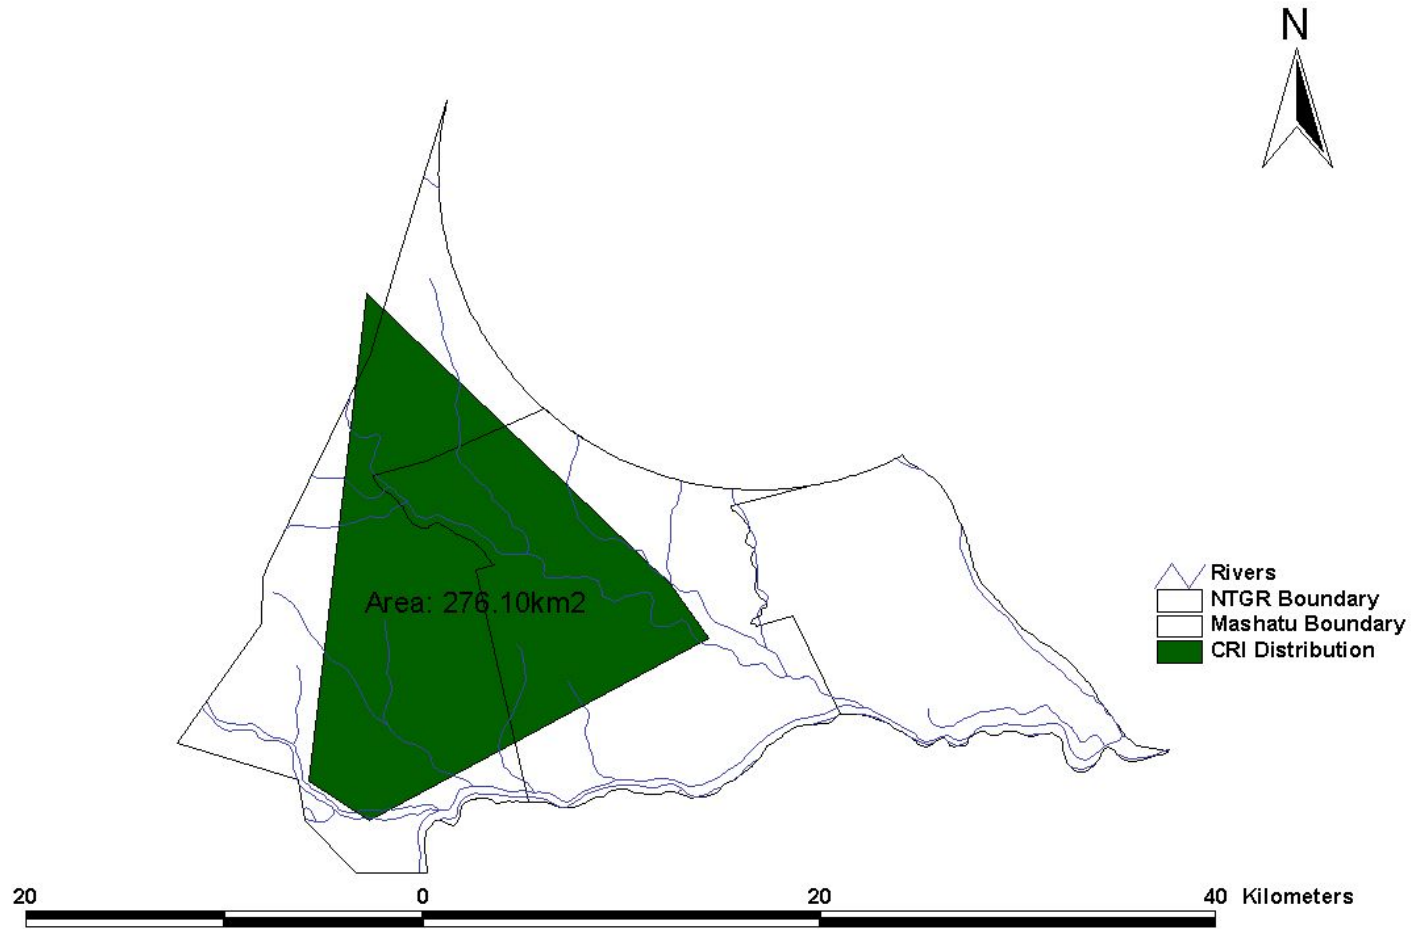 N
Area: 276.10km2
Rivers
NTGR Boundary
Mashatu Boundary
CRI Distribution
20 0 20 40 Kilometers